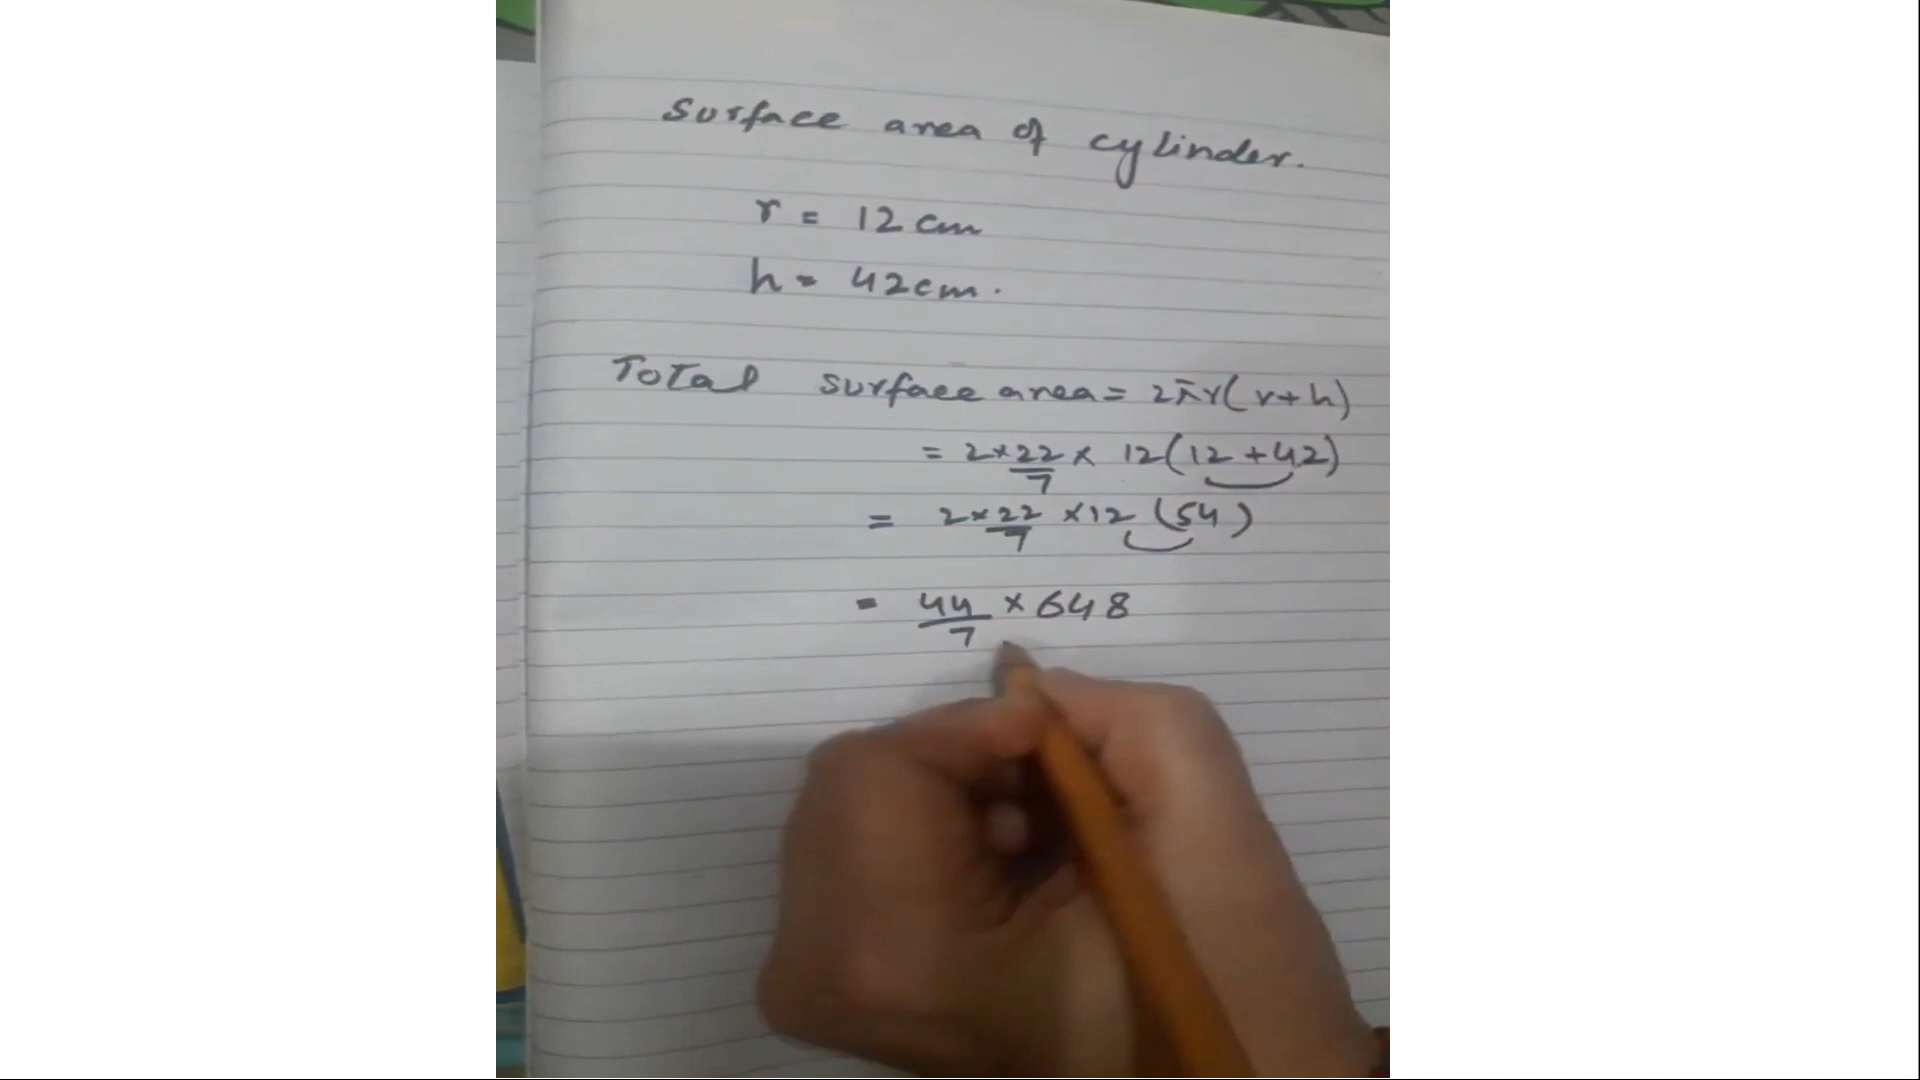 Surface area of cylinder.
r = 12 cm
h = 42cm.
Total surface area = 2πr(r+h)
= 2×22/7 × 12(12+42)
= 2×22/7 ×12 (54)
= 44/7 ×648